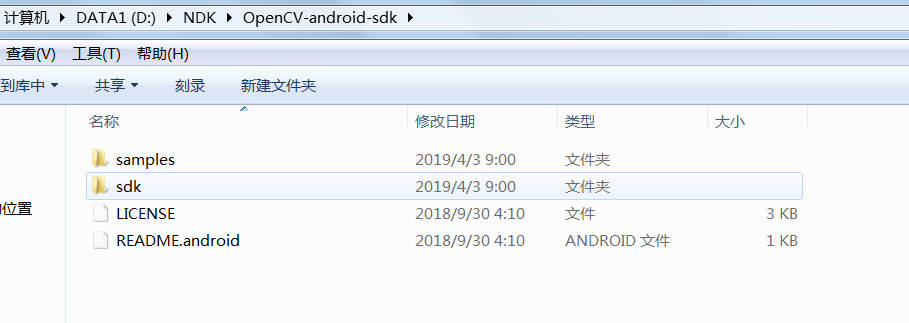 计算机 DATA1 (D:) NDK OpenCV-android-sdk
查看(V) 工具(T) 帮助(H)
到库中 共享 刻录 新建文件夹
名称 修改日期 类型 大小
samples 2019/4/3 9:00 文件夹
sdk 2019/4/3 9:00 文件夹
的位置
LICENSE 2018/9/30 4:10 文件 3 KB
README.android 2018/9/30 4:10 ANDROID 文件 1 KB